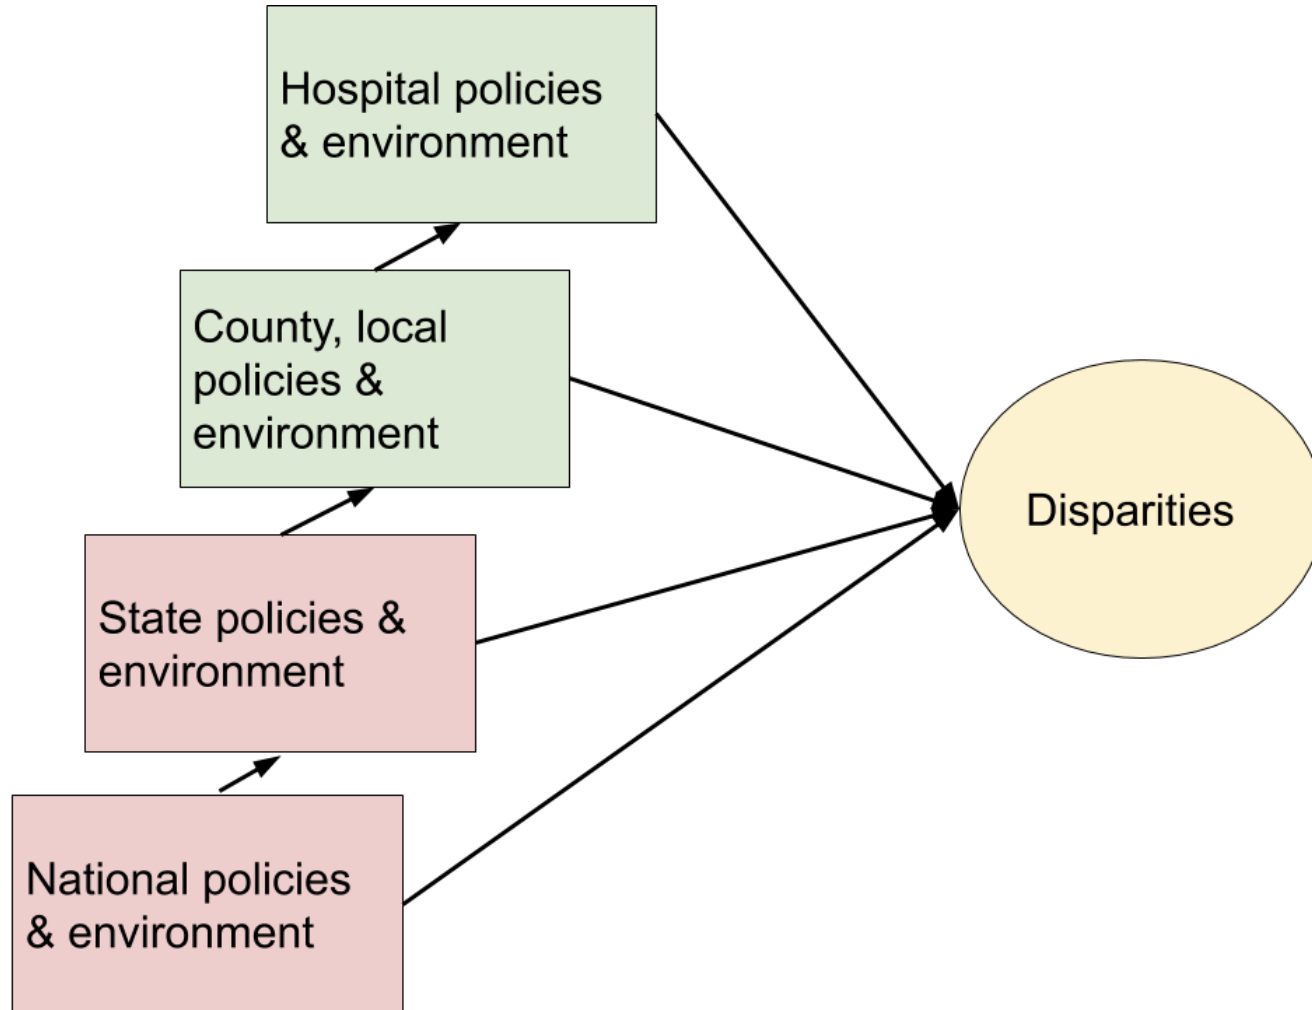 Hospital policies
& environment
County, local
policies &
environment
State policies &
environment
National policies
& environment
Disparities